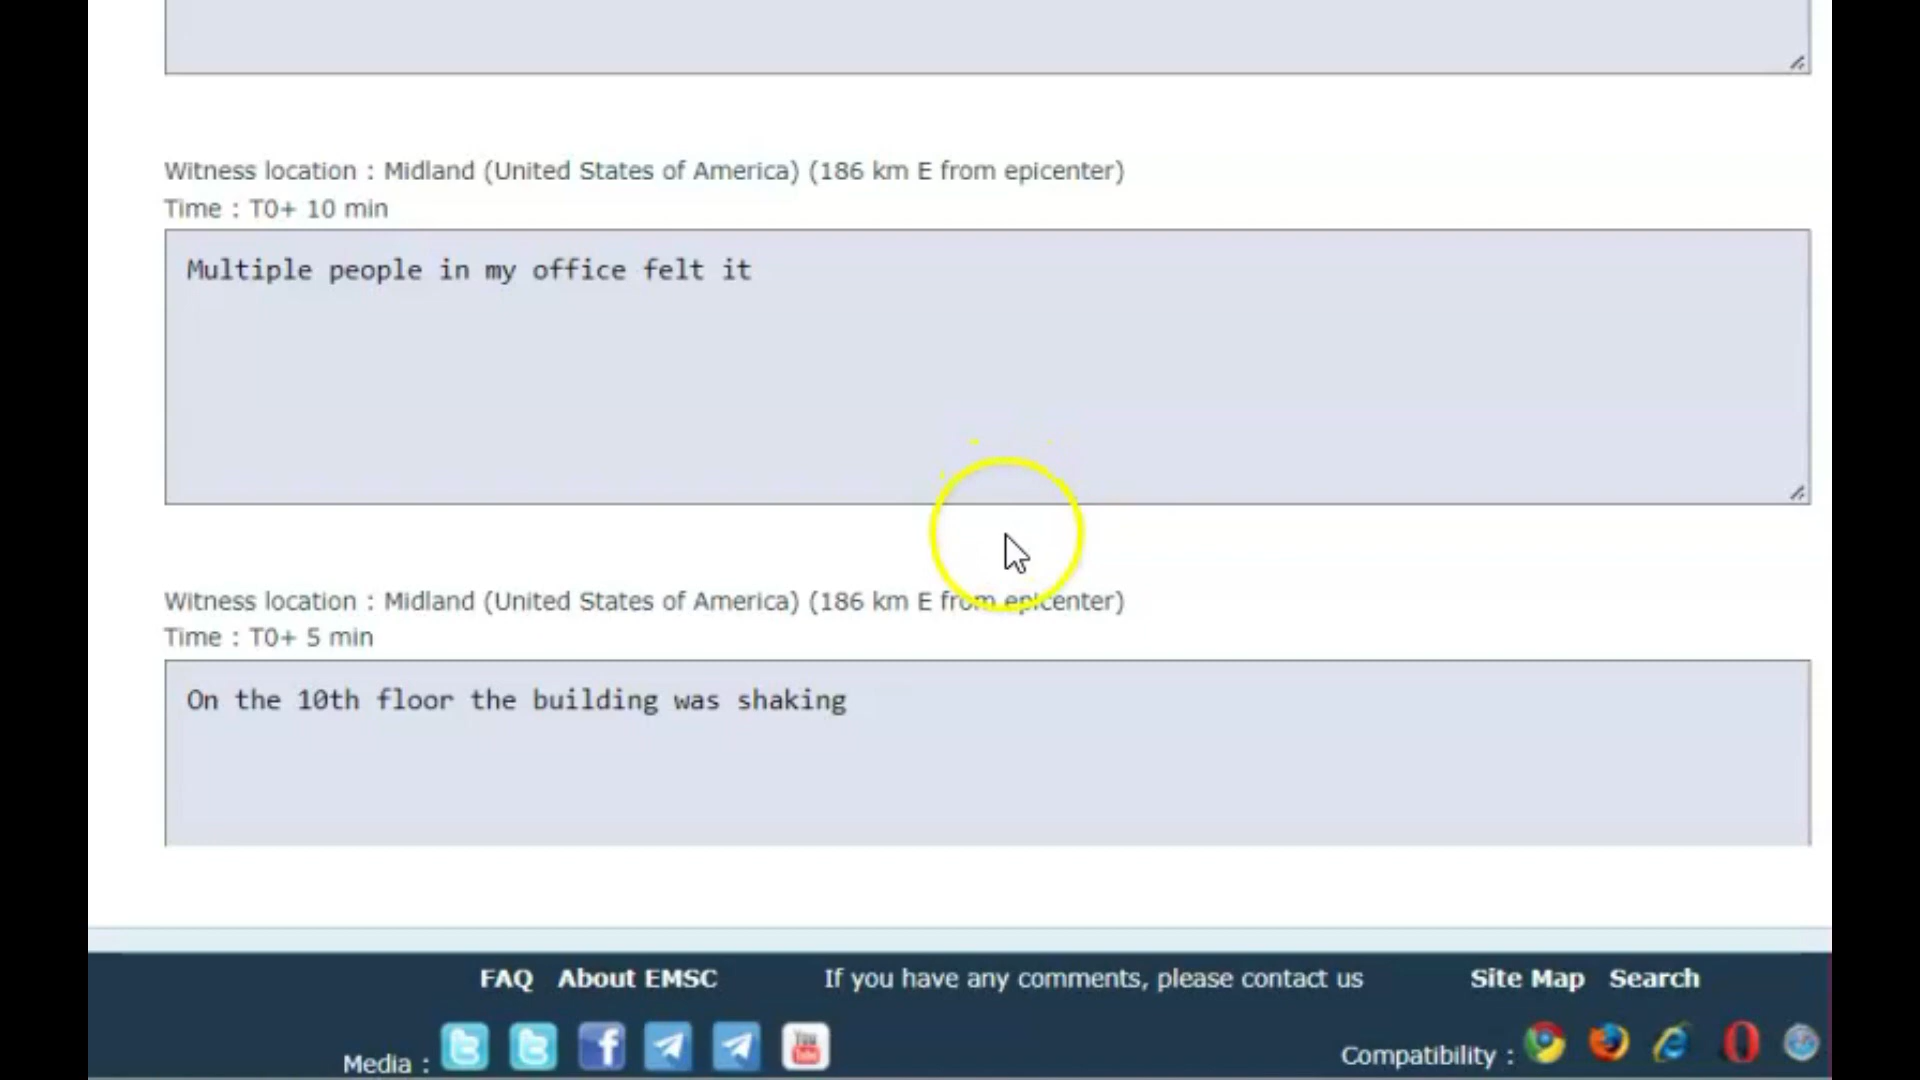 Witness location : Midland (United States of America) (186 km E from epicenter)
Time : T0+ 10 min
Multiple people in my office felt it
Witness location : Midland (United States of America) (186 km E from epicenter)
Time : T0+ 5 min
On the 10th floor the building was shaking
FAQ About EMSC If you have any comments, please contact us Site Map Search
Media : You Tube Compatibility :